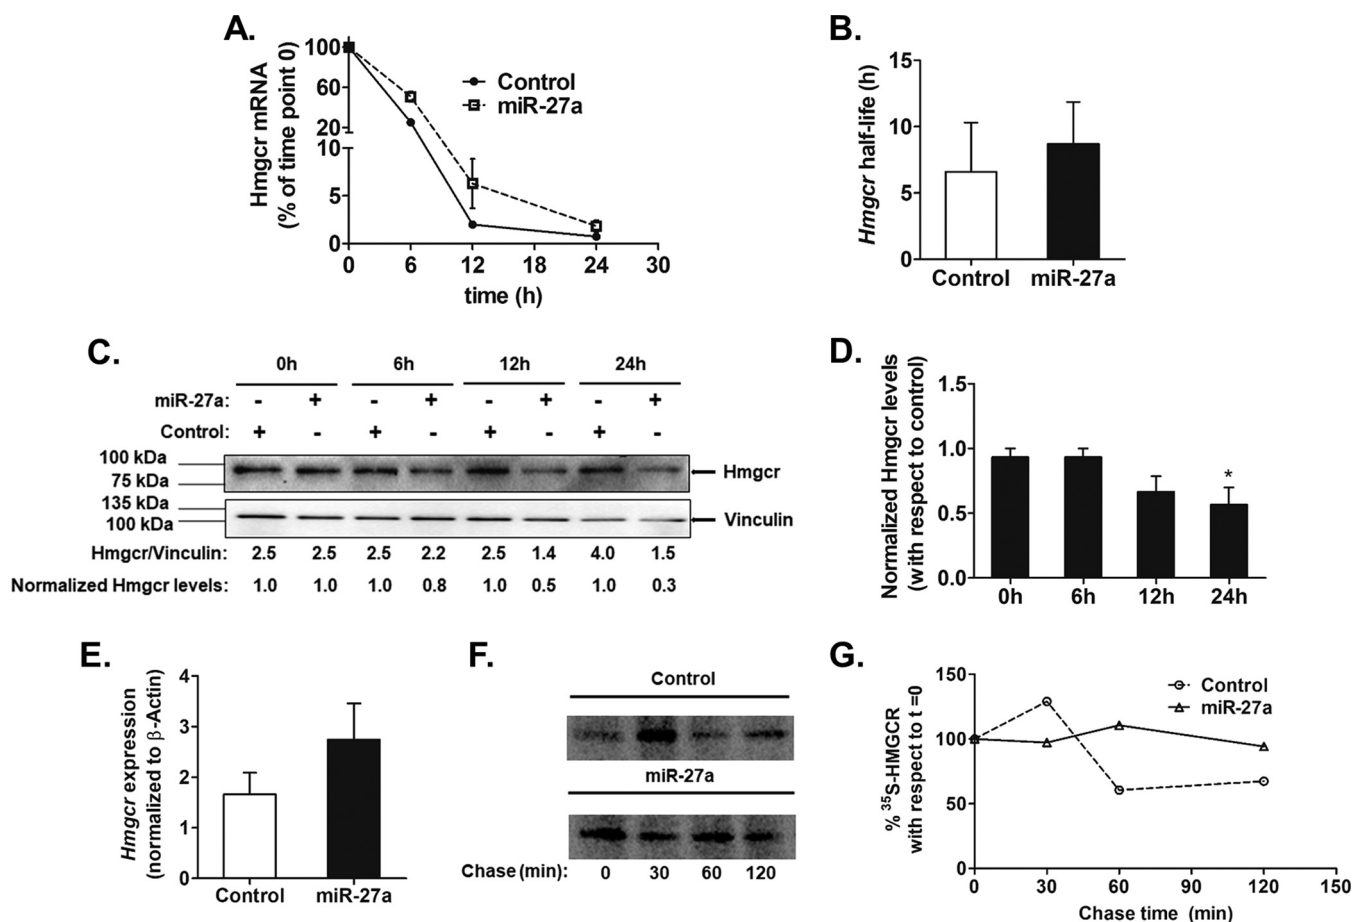 A.
Hmgcr mRNA
(% of time point 0)
100
60
20
10
5
0
Control
miR-27a
0 6 12 18 24 30
time (h)
B.
Hmgcr half-life (h)
15
10
5
0
Control miR-27a
C.
0h 6h 12h 24h
miR-27a: - + - + - + - +
Control: + - + - + - + -
100 kDa
75 kDa
Hmgcr
135 kDa
100 kDa
Vinculin
Hmgcr/Vinculin: 2.5 2.5 2.5 2.2 2.5 1.4 4.0 1.5
Normalized Hmgcr levels: 1.0 1.0 1.0 0.8 1.0 0.5 1.0 0.3
D.
Normalized Hmgcr levels
(with respect to control)
1.5
1.0
0.5
0.0
*
0h 6h 12h 24h
E.
Hmgcr expression
(normalized to β-Actin)
4
3
2
1
0
Control miR-27a
F.
Control
miR-27a
Chase (min): 0 30 60 120
G.
% ³⁵S-HMGCR
with respect to t =0
150
100
50
0
Control
miR-27a
0 30 60 90 120 150
Chase time (min)